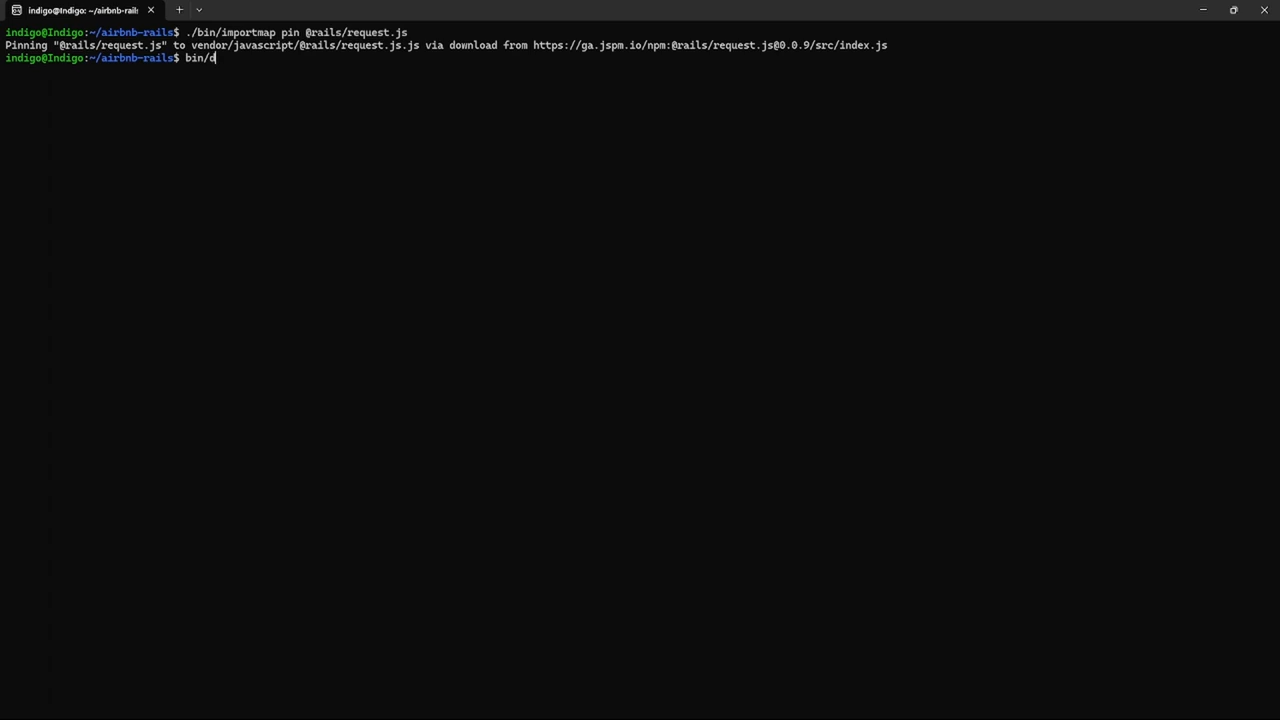 indigo@Indigo: ~/airbnb-rails
indigo@Indigo:~/airbnb-rails$ ./bin/importmap pin @rails/request.js
Pinning "@rails/request.js" to vendor/javascript/@rails/request.js.js via download from https://ga.jspm.io/npm:@rails/request.js@0.0.9/src/index.js
indigo@Indigo:~/airbnb-rails$ bin/d